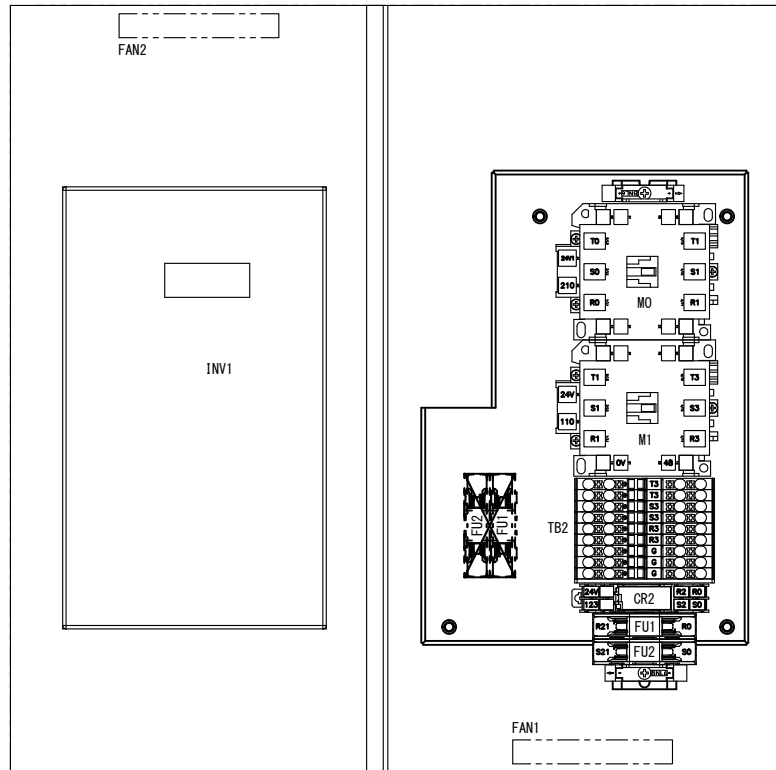 FAN2
INV1
BNL6
T0
T1
24V1
S0
S1
210
M0
R0
R1
T1
T3
24V
S1
S3
110
M1
R1
R3
0V
48
TB2
T3
T3
S3
S3
R3
R3
G
G
G
FU2
FU1
24V
CR2
R2
R0
123
S2
S0
R21
FU1
R0
S21
FU2
S0
BNL6
FAN1